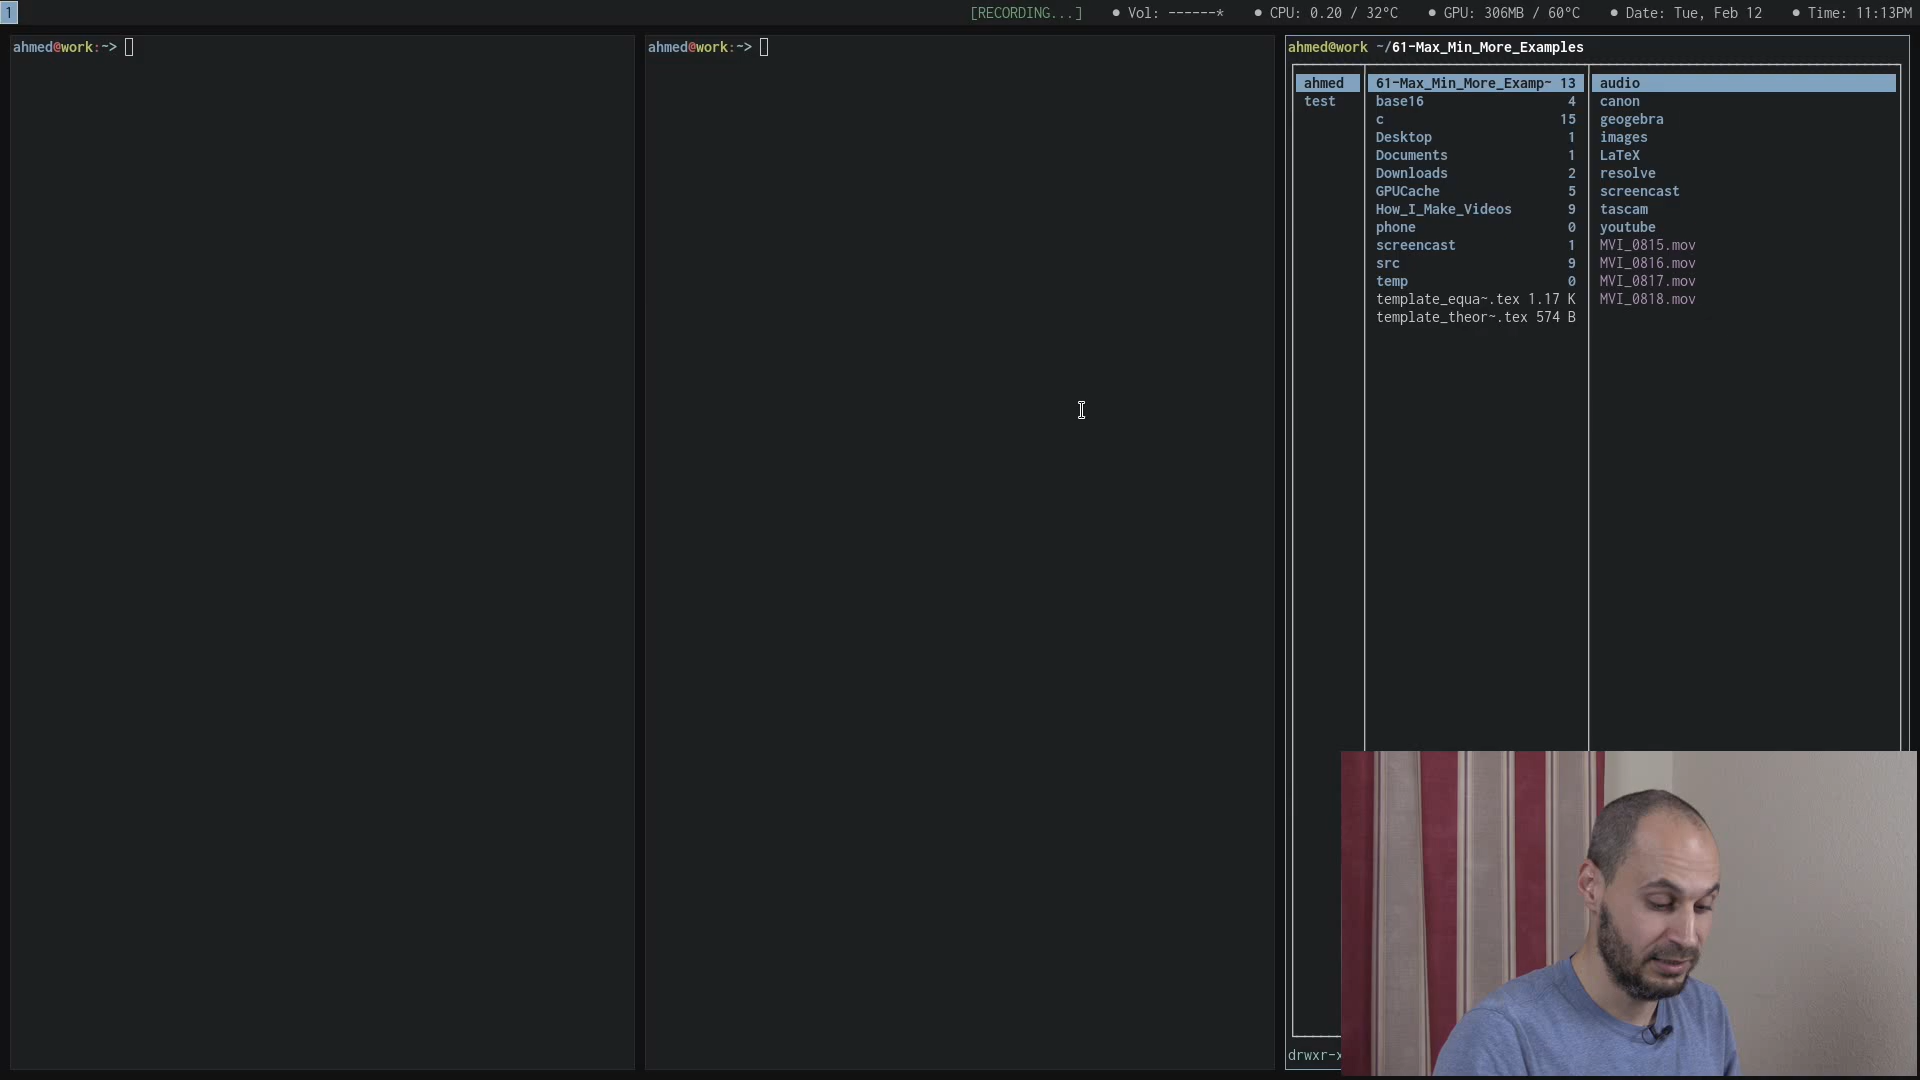 1 [RECORDING...] ● Vol: ------* ● CPU: 0.20 / 32°C ● GPU: 306MB / 60°C ● Date: Tue, Feb 12 ● Time: 11:13PM
ahmed@work:~>
ahmed@work:~>
ahmed@work ~/61-Max_Min_More_Examples
ahmed
test
61-Max_Min_More_Examp~ 13
base16 4
c 15
Desktop 1
Documents 1
Downloads 2
GPUCache 5
How_I_Make_Videos 9
phone 0
screencast 1
src 9
temp 0
template_equa~.tex 1.17 K
template_theor~.tex 574 B
audio
canon
geogebra
images
LaTeX
resolve
screencast
tascam
youtube
MVI_0815.mov
MVI_0816.mov
MVI_0817.mov
MVI_0818.mov
drwxr-x